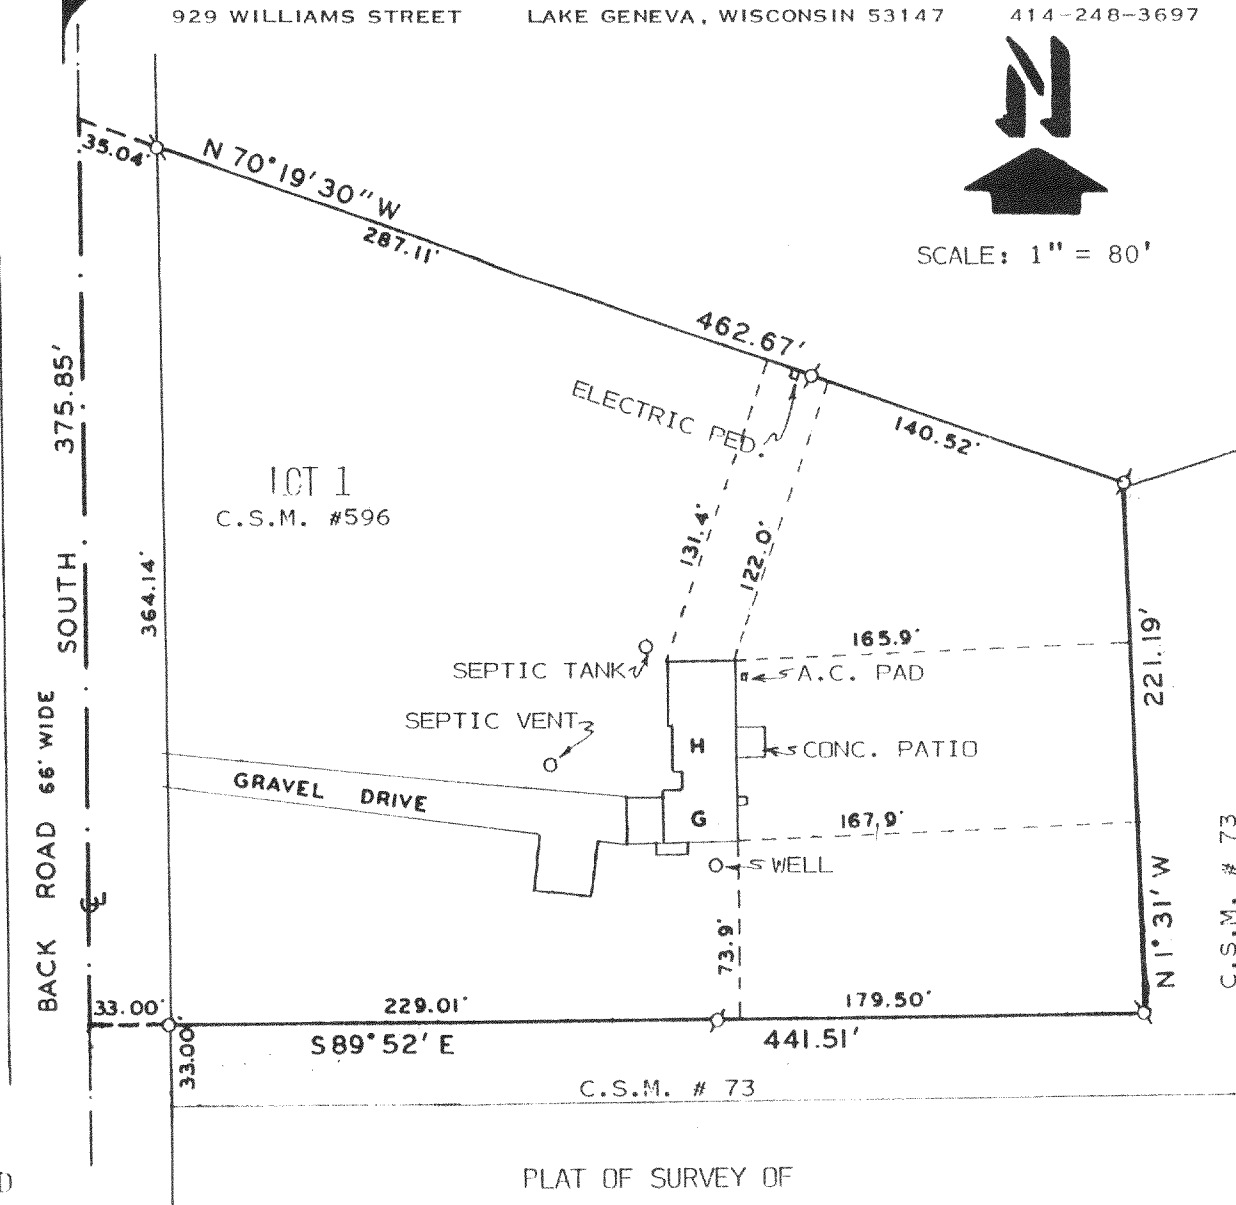 929 WILLIAMS STREET LAKE GENEVA, WISCONSIN 53147 414-248-3697
N
SCALE: 1" = 80'
35.04'
N 70°19'30" W
287.11'
462.67'
140.52'
ELECTRIC PED.
LOT 1
C.S.M. #596
375.85'
SOUTH
364.14'
131.4'
122.0'
BACK ROAD 66' WIDE
SEPTIC TANK
165.9'
A.C. PAD
221.19'
SEPTIC VENT
H
CONC. PATIO
GRAVEL DRIVE
G
167.9'
WELL
C.S.M. # 73
N 1°31' W
73.9'
33.00'
229.01'
179.50'
S 89°52' E
441.51'
33.00'
C.S.M. # 73
PLAT OF SURVEY OF